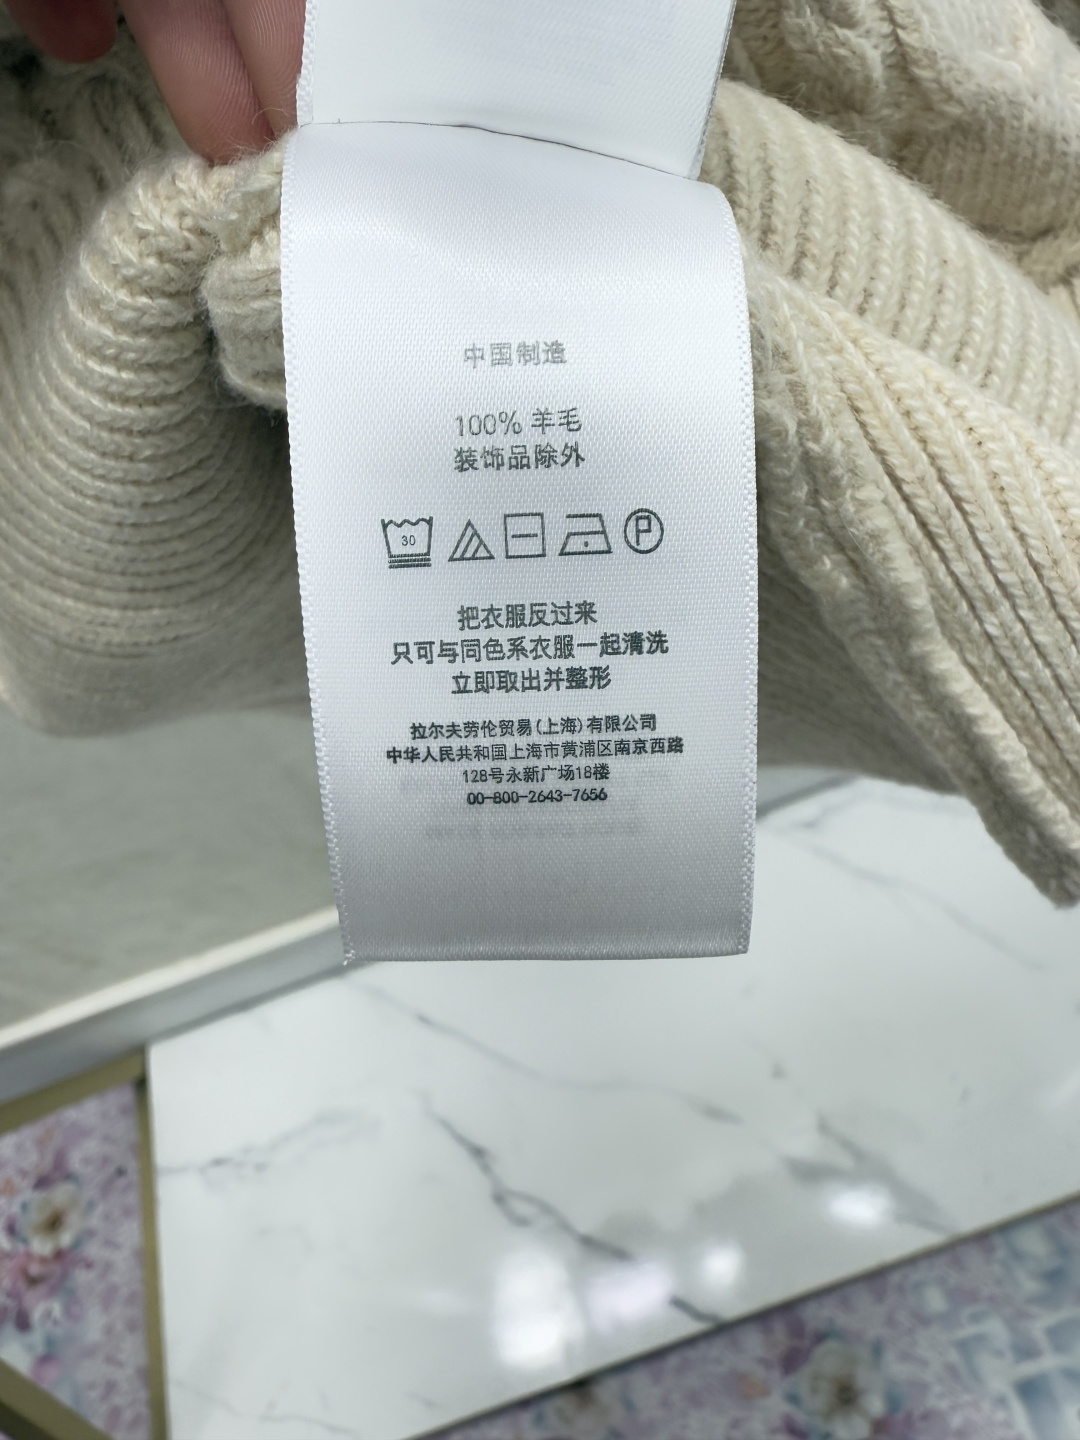 中国制造
100% 羊毛
装饰品除外
30
P
把衣服反过来
只可与同色系衣服一起清洗
立即取出并整形
拉尔夫劳伦贸易(上海)有限公司
中华人民共和国上海市黄浦区南京西路
128号永新广场18楼
00-800-2643-7656